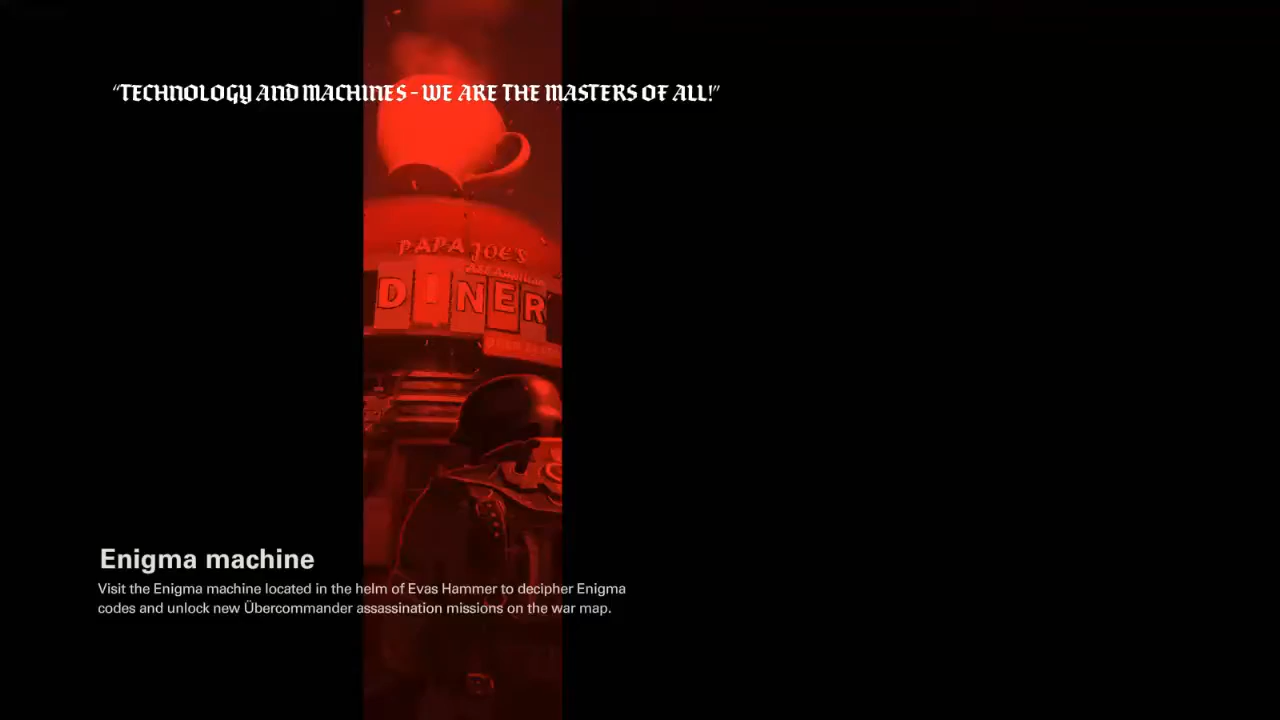 “TECHNOLOGY AND MACHINES - WE ARE THE MASTERS OF ALL!”
PAPA JOE'S
All American
DINER
Enigma machine
Visit the Enigma machine located in the helm of Evas Hammer to decipher Enigma
codes and unlock new Übercommander assassination missions on the war map.